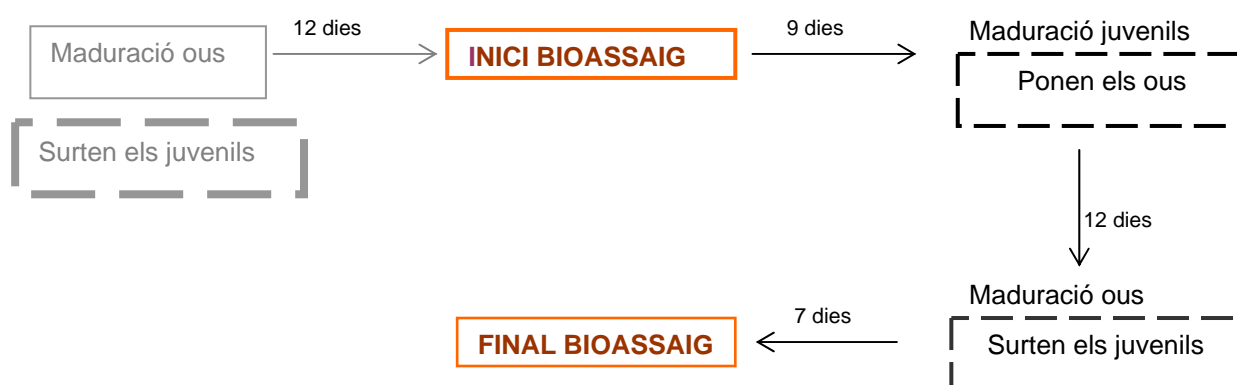 Maduració ous
12 dies
INICI BIOASSAIG
9 dies
Maduració juvenils
Ponen els ous
Surten els juvenils
12 dies
Maduració ous
Surten els juvenils
7 dies
FINAL BIOASSAIG